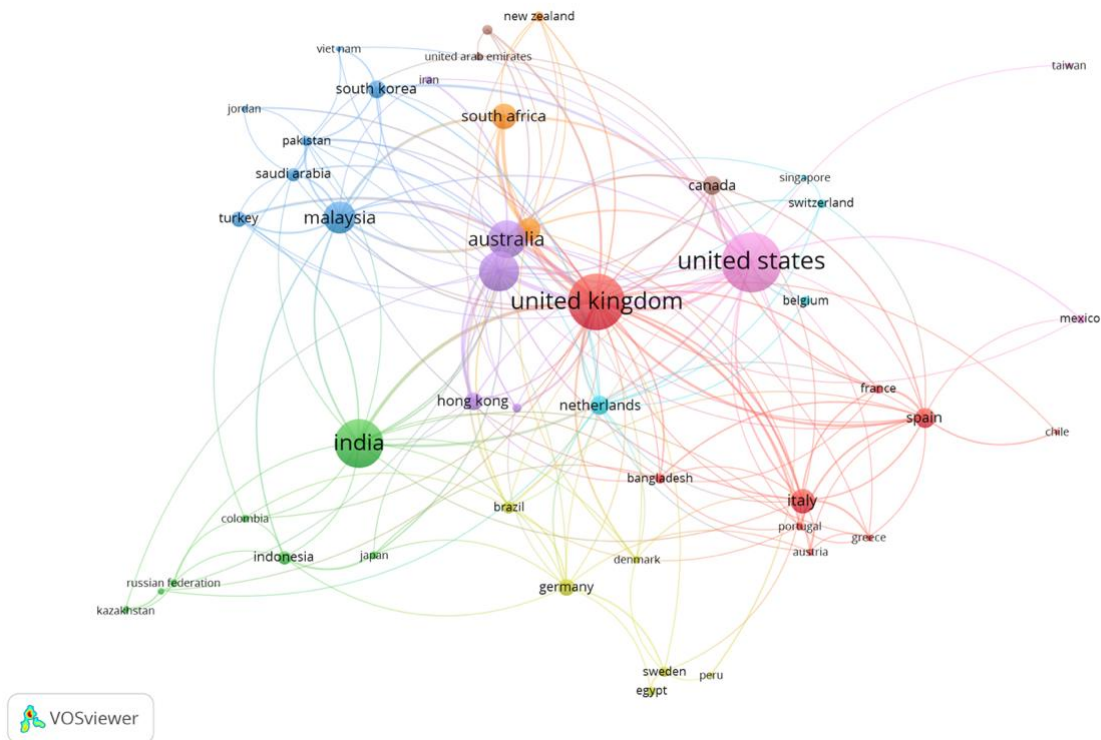 new zealand
viet nam
united arab emirates
taiwan
iran
south korea
jordan
south africa
pakistan
saudi arabia
singapore
canada
switzerland
turkey
malaysia
australia
united states
united kingdom
belgium
mexico
france
hong kong
netherlands
spain
chile
india
bangladesh
italy
brazil
colombia
portugal
greece
austria
indonesia
japan
denmark
russian federation
germany
kazakhstan
sweden
peru
egypt
VOSviewer